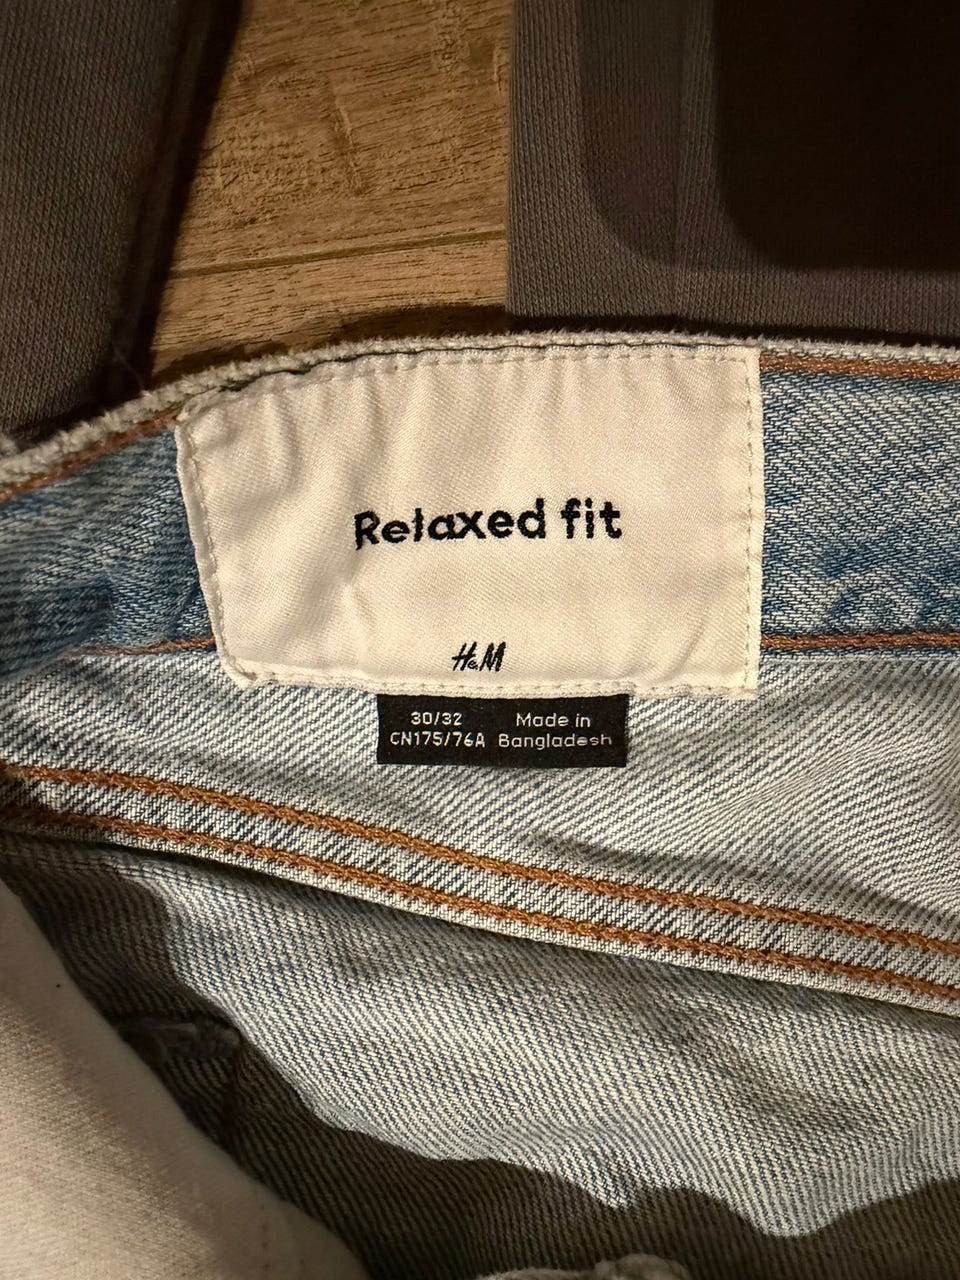 Relaxed fit
H&M
30/32 Made in
CN175/76A Bangladesh